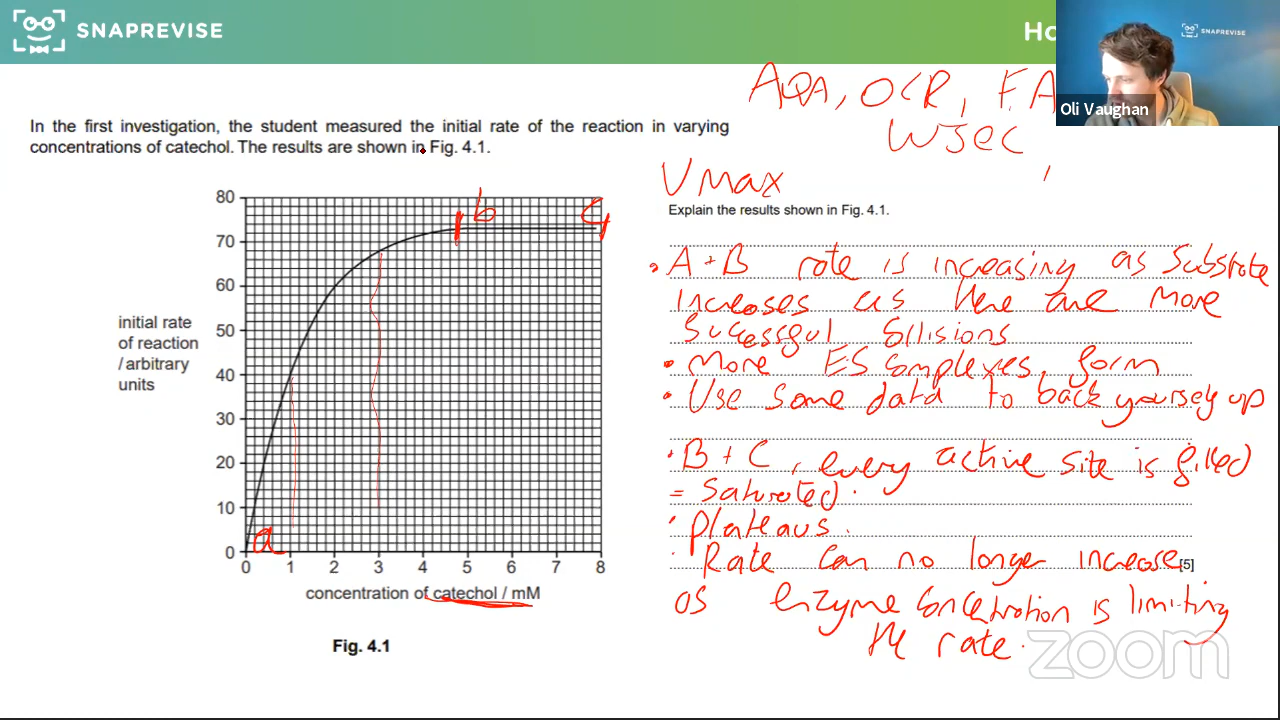 SNAPREVISE
Ho
SNAPREVISE
Oli Vaughan
AQA, OCR, EA
WJEC
In the first investigation, the student measured the initial rate of the reaction in varying
concentrations of catechol. The results are shown in Fig. 4.1.
Vmax
Explain the results shown in Fig. 4.1.
80
70
60
50
40
30
20
10
0
initial rate
of reaction
/ arbitrary
units
a
b
C
0 1 2 3 4 5 6 7 8
concentration of catechol / mM
Fig. 4.1
• A + B rate is increasing as substrate
increases as there are more
successful collisions
• More ES complexes form
• Use some data to back yourself up
• B + C, every active site is filled
= saturated.
• plateaus.
• Rate can no longer increase
[5]
as enzyme concentration is limiting
the rate.
zoom